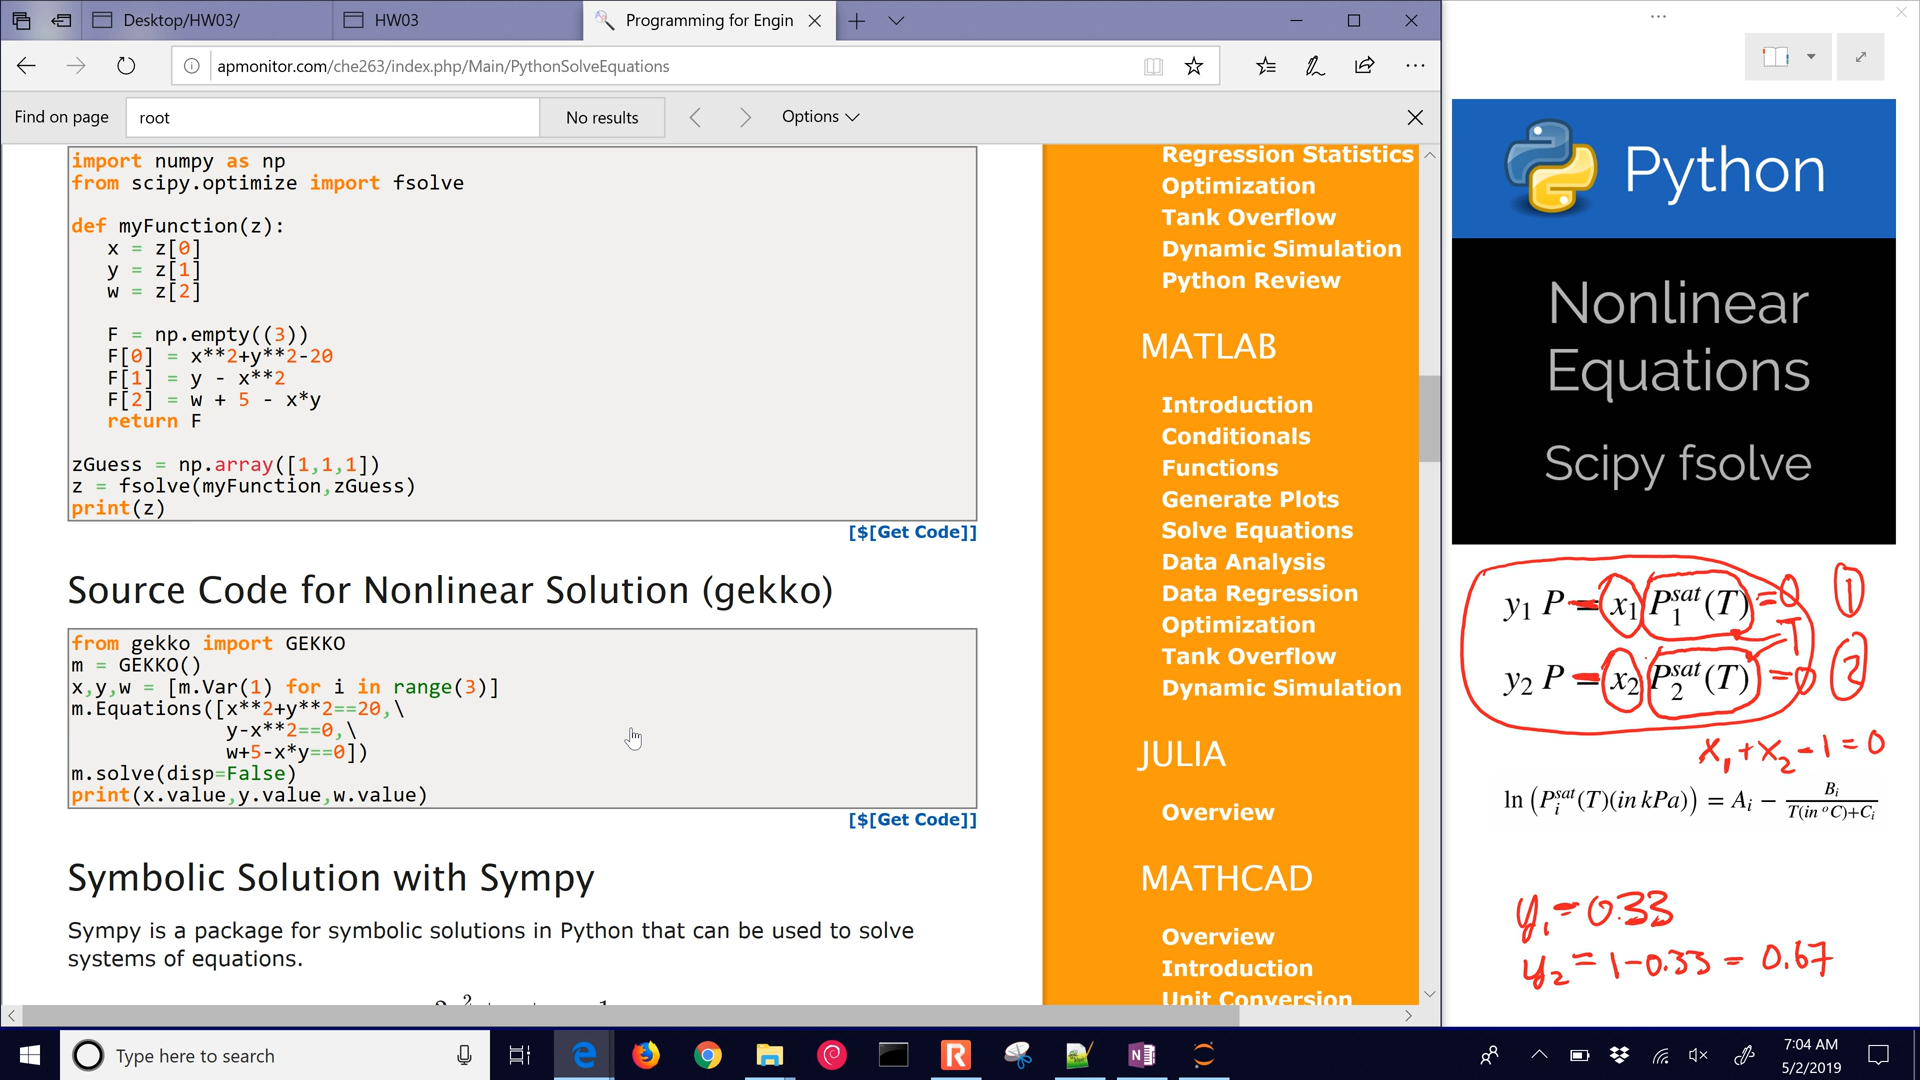 Desktop/HW03/
HW03
Programming for Engin
apmonitor.com/che263/index.php/Main/PythonSolveEquations
Find on page
root
No results
Options
import numpy as np
from scipy.optimize import fsolve
def myFunction(z):
x = z[0]
y = z[1]
w = z[2]
F = np.empty((3))
F[0] = x**2+y**2-20
F[1] = y - x**2
F[2] = w + 5 - x*y
return F
zGuess = np.array([1,1,1])
z = fsolve(myFunction,zGuess)
print(z)
[$[Get Code]]
Source Code for Nonlinear Solution (gekko)
from gekko import GEKKO
m = GEKKO()
x,y,w = [m.Var(1) for i in range(3)]
m.Equations([x**2+y**2==20,\
y-x**2==0,\
w+5-x*y==0])
m.solve(disp=False)
print(x.value,y.value,w.value)
[$[Get Code]]
Symbolic Solution with Sympy
Sympy is a package for symbolic solutions in Python that can be used to solve
systems of equations.
Regression Statistics
Optimization
Tank Overflow
Dynamic Simulation
Python Review
MATLAB
Introduction
Conditionals
Functions
Generate Plots
Solve Equations
Data Analysis
Data Regression
Optimization
Tank Overflow
Dynamic Simulation
JULIA
Overview
MATHCAD
Overview
Introduction
Unit Conversion
Python
Nonlinear
Equations
Scipy fsolve
y₁ P − x₁ P₁ˢᵃᵗ(T) = 0 ①
T
y₂ P − x₂ P₂ˢᵃᵗ(T) = 0 ②
x₁ + x₂ − 1 = 0
ln (Pᵢˢᵃᵗ(T)(in kPa)) = Aᵢ − Bᵢ / T(in °C)+Cᵢ
y₁ = 0.33
y₂ = 1 − 0.33 = 0.67
Type here to search
7:04 AM
5/2/2019